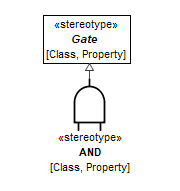 «stereotype»
Gate
[Class, Property]
«stereotype»
AND
[Class, Property]